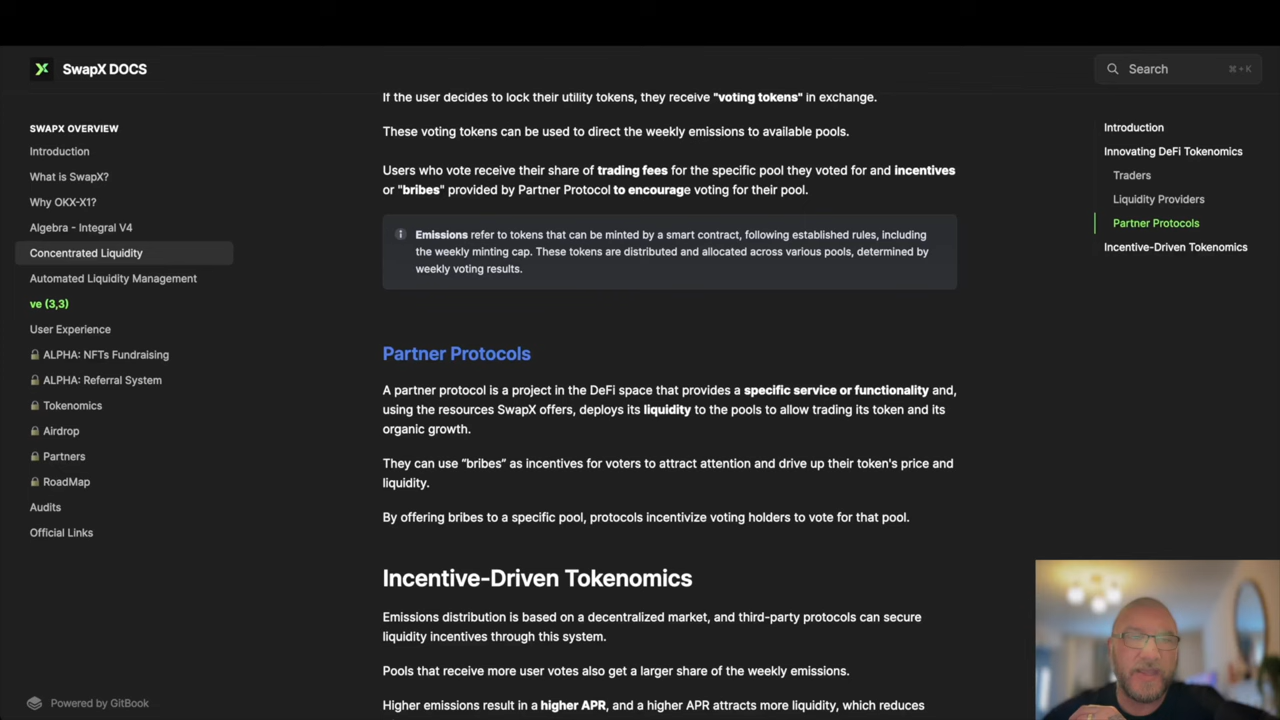 SwapX DOCS
Search
⌘+K
SWAPX OVERVIEW
Introduction
What is SwapX?
Why OKX-X1?
Algebra - Integral V4
Concentrated Liquidity
Automated Liquidity Management
ve (3,3)
User Experience
ALPHA: NFTs Fundraising
ALPHA: Referral System
Tokenomics
Airdrop
Partners
RoadMap
Audits
Official Links
Powered by GitBook
If the user decides to lock their utility tokens, they receive "voting tokens" in exchange.
These voting tokens can be used to direct the weekly emissions to available pools.
Users who vote receive their share of trading fees for the specific pool they voted for and incentives
or "bribes" provided by Partner Protocol to encourage voting for their pool.
Emissions refer to tokens that can be minted by a smart contract, following established rules, including
the weekly minting cap. These tokens are distributed and allocated across various pools, determined by
weekly voting results.
Partner Protocols
A partner protocol is a project in the DeFi space that provides a specific service or functionality and,
using the resources SwapX offers, deploys its liquidity to the pools to allow trading its token and its
organic growth.
They can use “bribes” as incentives for voters to attract attention and drive up their token's price and
liquidity.
By offering bribes to a specific pool, protocols incentivize voting holders to vote for that pool.
Incentive-Driven Tokenomics
Emissions distribution is based on a decentralized market, and third-party protocols can secure
liquidity incentives through this system.
Pools that receive more user votes also get a larger share of the weekly emissions.
Higher emissions result in a higher APR, and a higher APR attracts more liquidity, which reduces
Introduction
Innovating DeFi Tokenomics
Traders
Liquidity Providers
Partner Protocols
Incentive-Driven Tokenomics